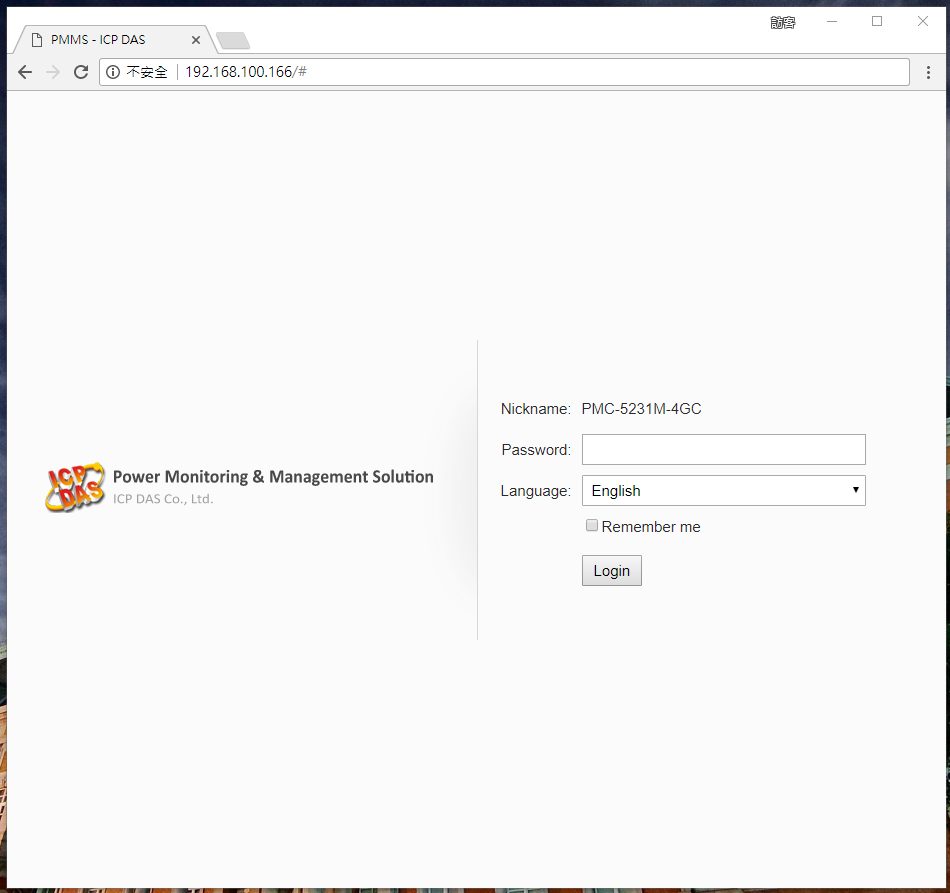 訪客
PMMS - ICP DAS
不安全 192.168.100.166/#
Nickname: PMC-5231M-4GC
Password:
ICP DAS
Power Monitoring & Management Solution
ICP DAS Co., Ltd.
Language: English
Remember me
Login